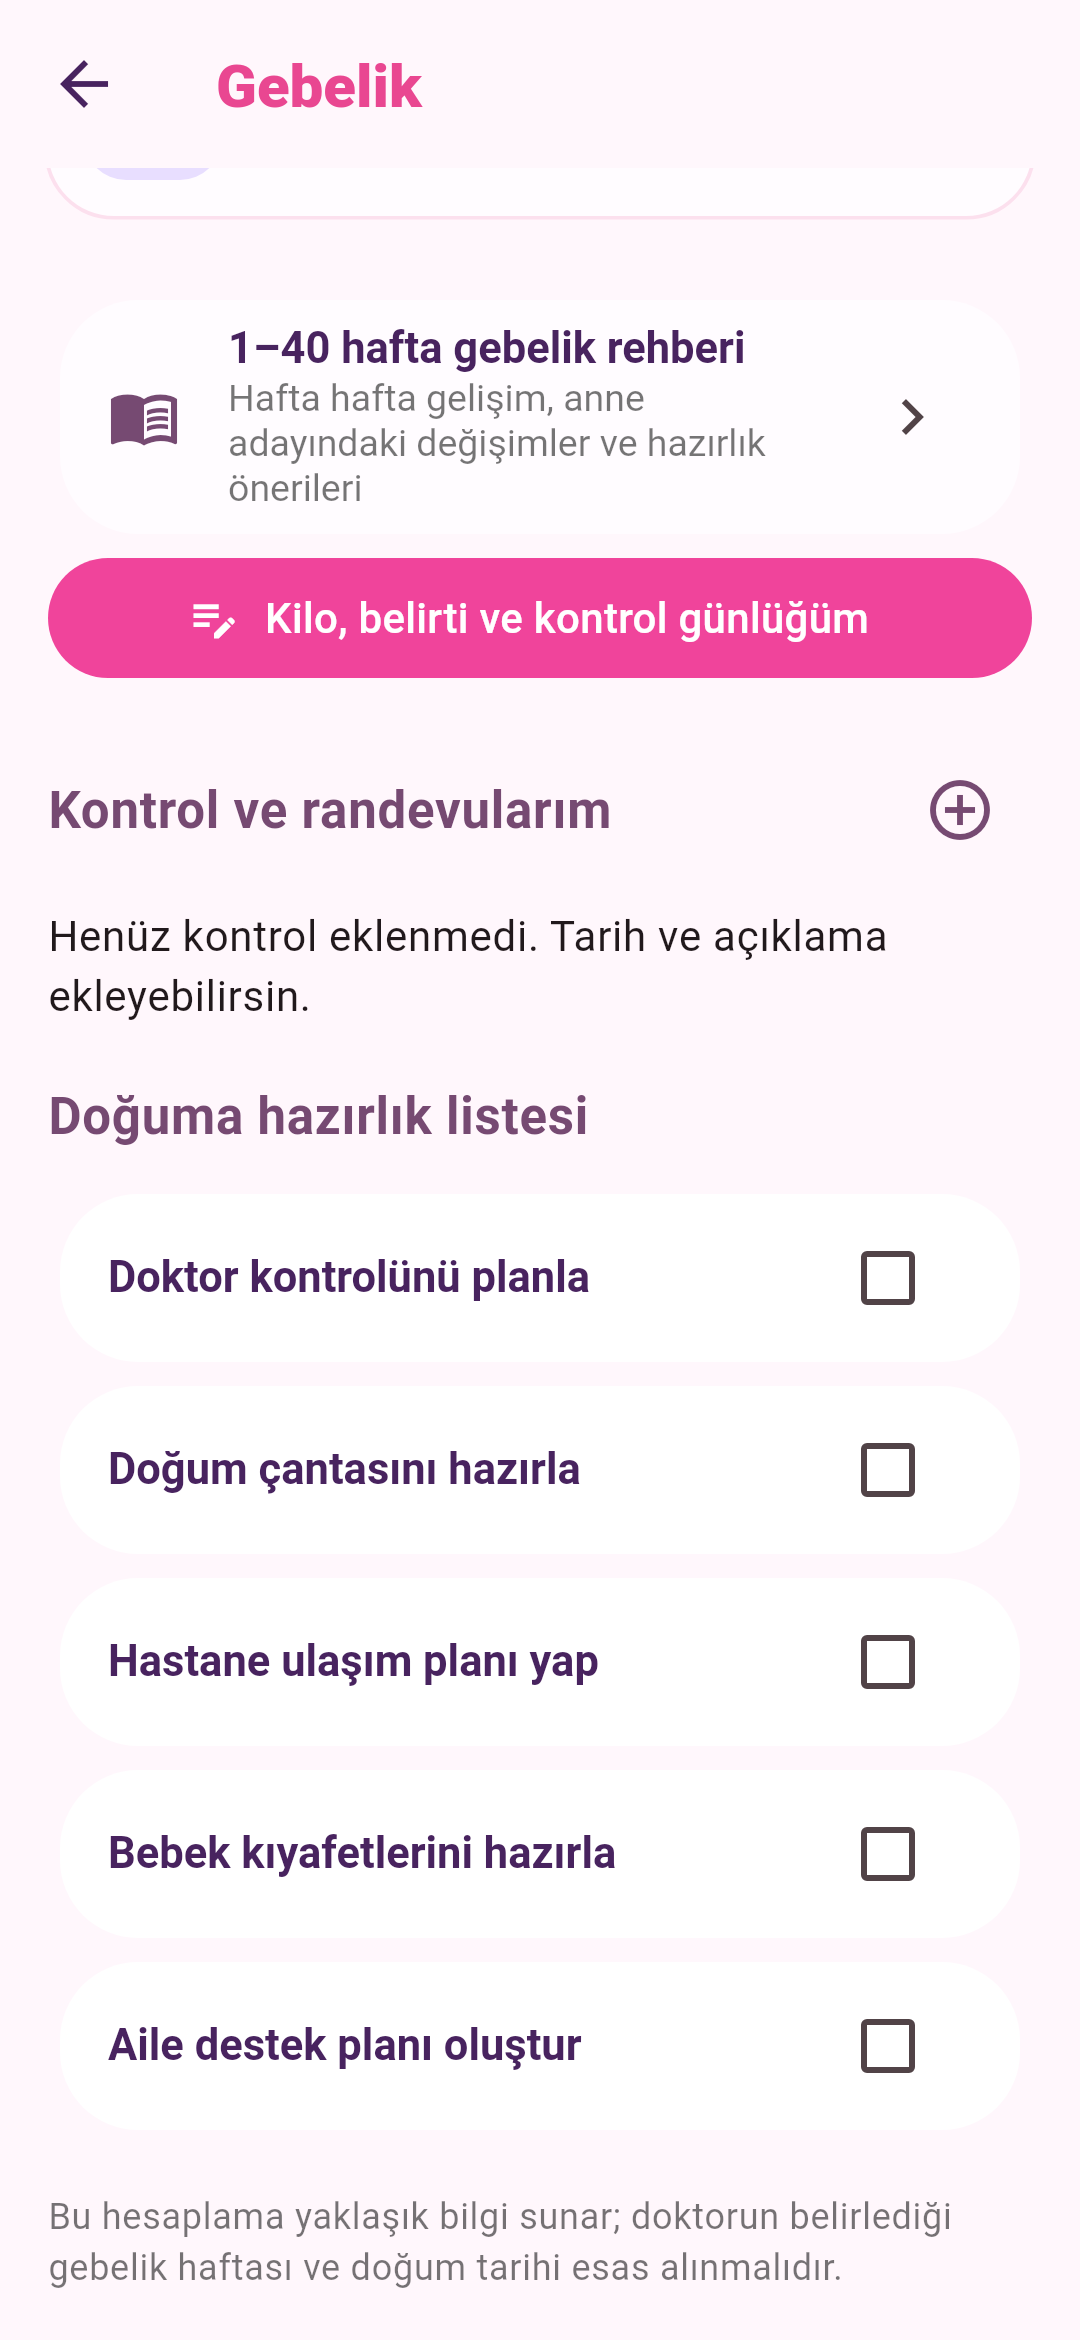 Gebelik
1–40 hafta gebelik rehberi
Hafta hafta gelişim, anne
adayındaki değişimler ve hazırlık
önerileri
Kilo, belirti ve kontrol günlüğüm
Kontrol ve randevularım
Henüz kontrol eklenmedi. Tarih ve açıklama
ekleyebilirsin.
Doğuma hazırlık listesi
Doktor kontrolünü planla
Doğum çantasını hazırla
Hastane ulaşım planı yap
Bebek kıyafetlerini hazırla
Aile destek planı oluştur
Bu hesaplama yaklaşık bilgi sunar; doktorun belirlediği
gebelik haftası ve doğum tarihi esas alınmalıdır.